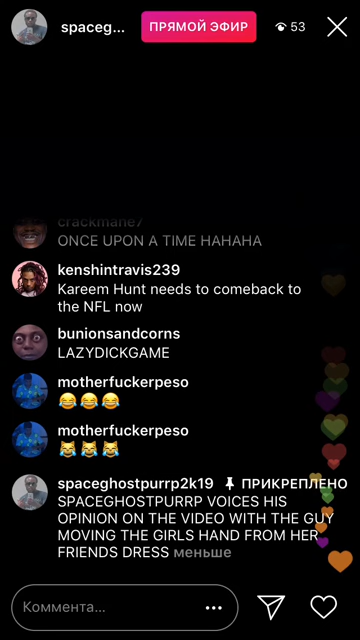 spaceg... ПРЯМОЙ ЭФИР 53
crackmane7
ONCE UPON A TIME HAHAHA
kenshintravis239
Kareem Hunt needs to comeback to
the NFL now
bunionsandcorns
LAZYDICKGAME
motherfuckerpeso
😂😂😂
motherfuckerpeso
😹😹😹
spaceghostpurrp2k19 ПРИКРЕПЛЕНО
SPACEGHOSTPURRP VOICES HIS
OPINION ON THE VIDEO WITH THE GUY
MOVING THE GIRLS HAND FROM HER
FRIENDS DRESS меньше
Коммента...